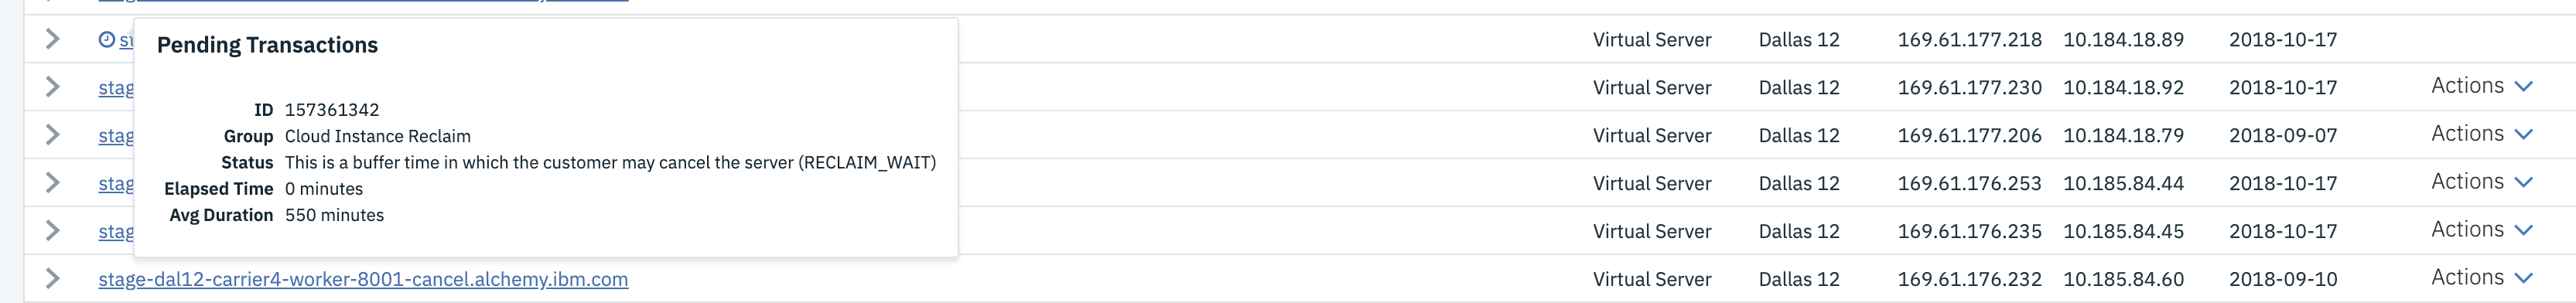 Pending Transactions
ID 157361342
Group Cloud Instance Reclaim
Status This is a buffer time in which the customer may cancel the server (RECLAIM_WAIT)
Elapsed Time 0 minutes
Avg Duration 550 minutes
Virtual Server Dallas 12 169.61.177.218 10.184.18.89 2018-10-17
stag Virtual Server Dallas 12 169.61.177.230 10.184.18.92 2018-10-17 Actions
stag Virtual Server Dallas 12 169.61.177.206 10.184.18.79 2018-09-07 Actions
stag Virtual Server Dallas 12 169.61.176.253 10.185.84.44 2018-10-17 Actions
stag Virtual Server Dallas 12 169.61.176.235 10.185.84.45 2018-10-17 Actions
stage-dal12-carrier4-worker-8001-cancel.alchemy.ibm.com Virtual Server Dallas 12 169.61.176.232 10.185.84.60 2018-09-10 Actions